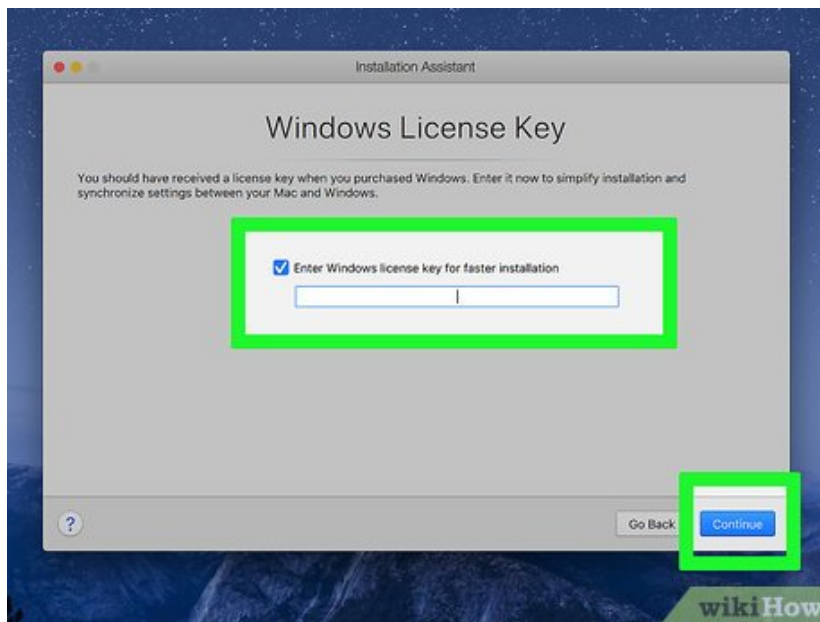 Installation Assistant
Windows License Key
You should have received a license key when you purchased Windows. Enter it now to simplify installation and
synchronize settings between your Mac and Windows.
Enter Windows license key for faster installation
?
Go Back
Continue
wikiHow